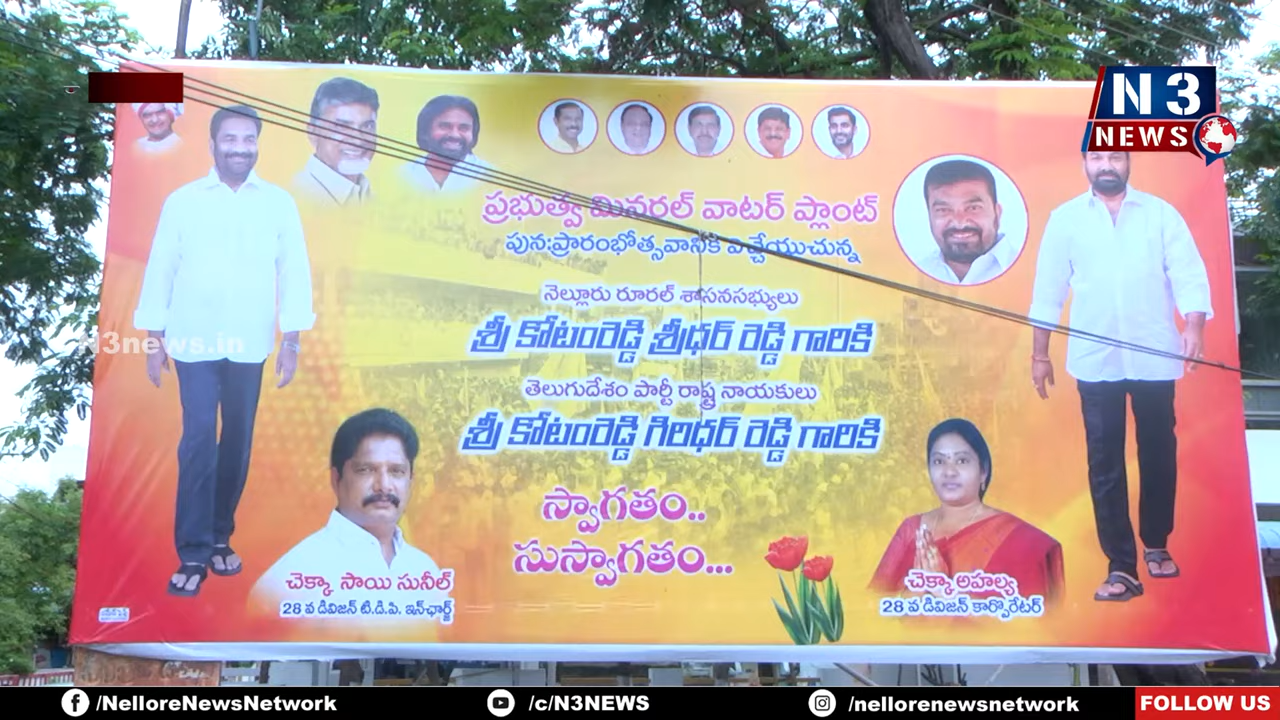 N3
NEWS
ప్రభుత్వ మినరల్ వాటర్ ప్లాంట్
పున:ప్రారంభోత్సవానికి విచ్చేయుచున్న
నెల్లూరు రూరల్ శాసనసభ్యులు
శ్రీ కోటంరెడ్డి శ్రీధర్ రెడ్డి గారికి
తెలుగుదేశం పార్టీ రాష్ట్ర నాయకులు
శ్రీ కోటంరెడ్డి గిరిధర్ రెడ్డి గారికి
స్వాగతం..
సుస్వాగతం...
చెక్కా సాయి సునీల్
28 వ డివిజన్ టి.డి.పి. ఇన్‌ఛార్జ్
చెక్కా అహల్య
28 వ డివిజన్ కార్పొరేటర్
N3news.in
/NelloreNewsNetwork
/c/N3NEWS
/nellorenewsnetwork
FOLLOW US